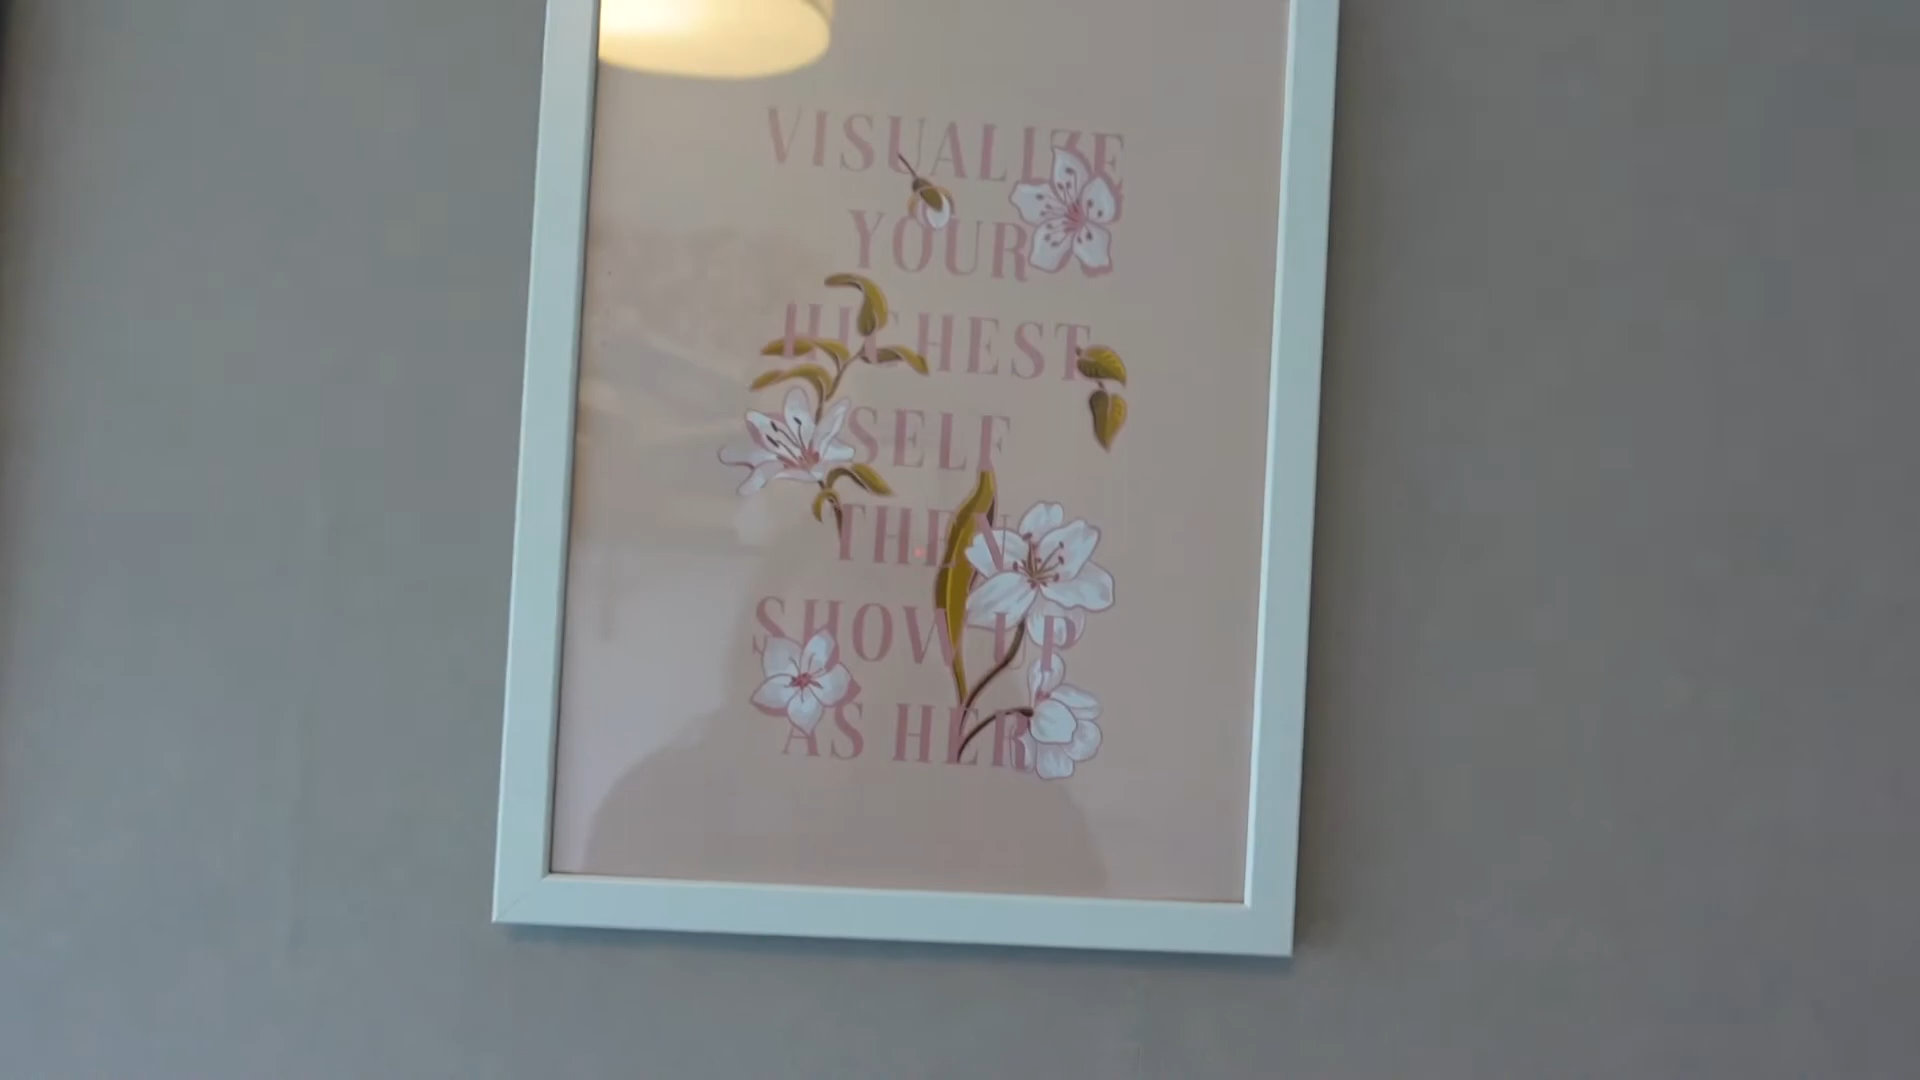 VISUALIZE
YOUR
HIGHEST
SELF
THEN
SHOW UP
AS HER